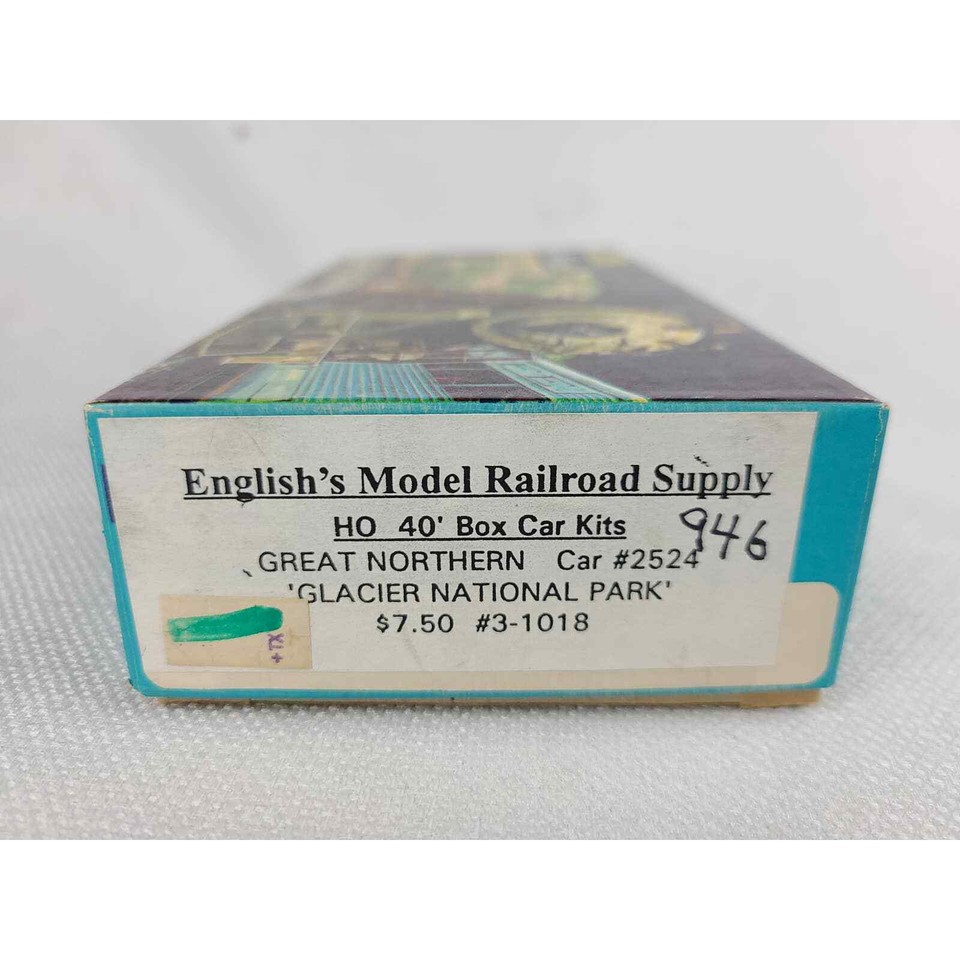 English's Model Railroad Supply
HO 40' Box Car Kits
946
GREAT NORTHERN Car #2524
'GLACIER NATIONAL PARK'
$7.50 #3-1018
+TX